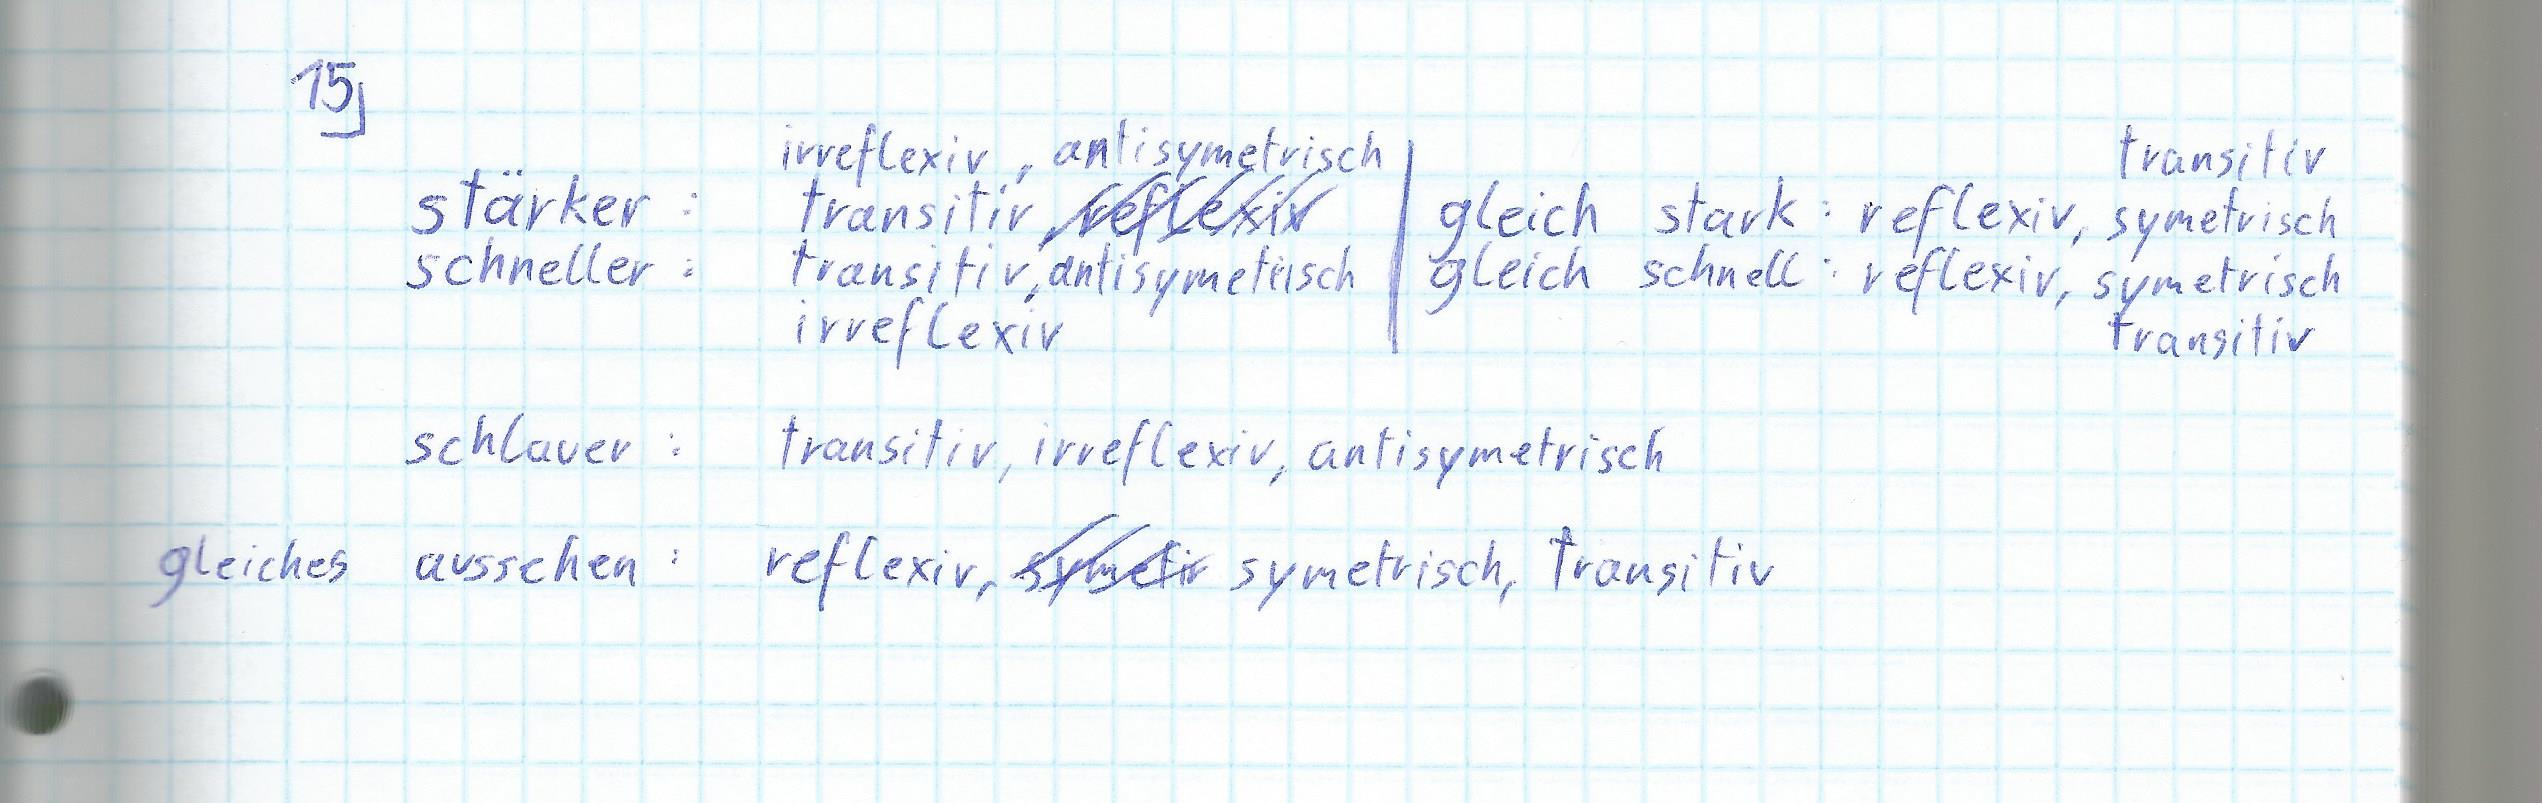 15)
irreflexiv, antisymetrisch | transitiv
stärker: transitiv, reflexiv | gleich stark: reflexiv, symetrisch
schneller: transitiv, antisymetrisch | gleich schnell: reflexiv, symetrisch
irreflexiv | transitiv
schlauer: transitiv, irreflexiv, antisymetrisch
gleiches aussehen: reflexiv, symetir symetrisch, transitiv